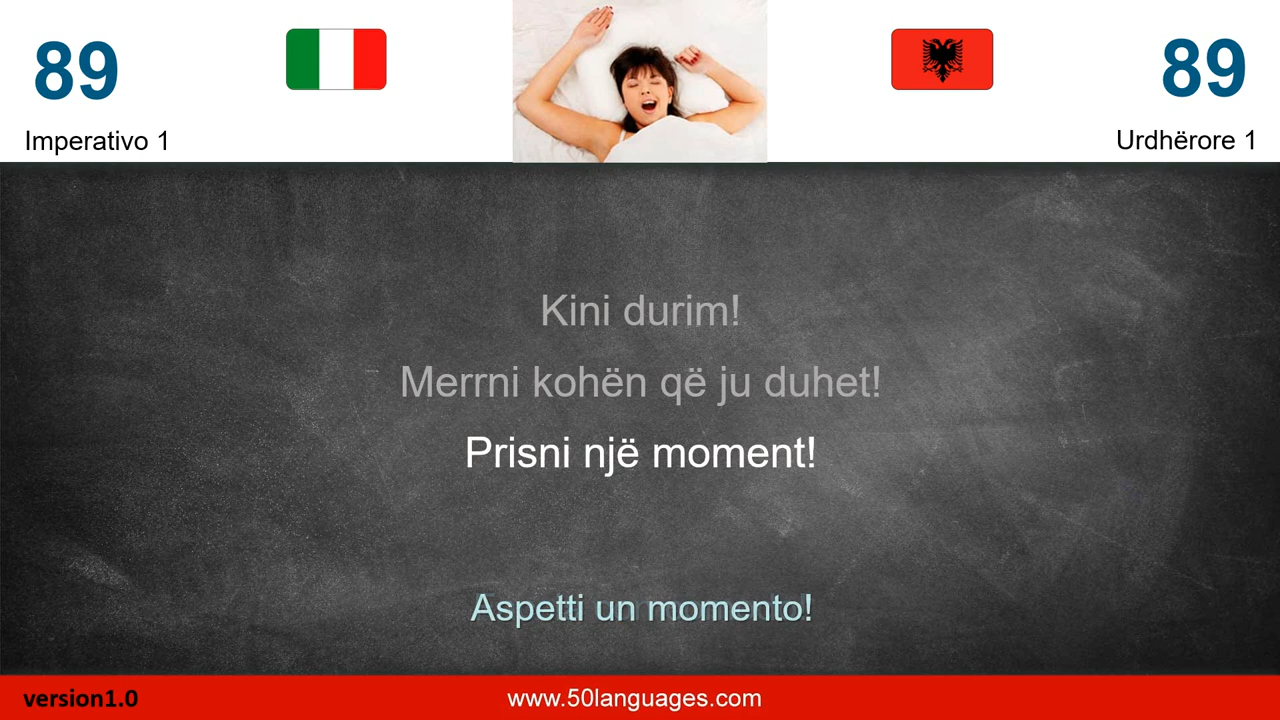 89
89
Imperativo 1
Urdhërore 1
Kini durim!
Merrni kohën që ju duhet!
Prisni një moment!
Aspetti un momento!
version1.0
www.50languages.com